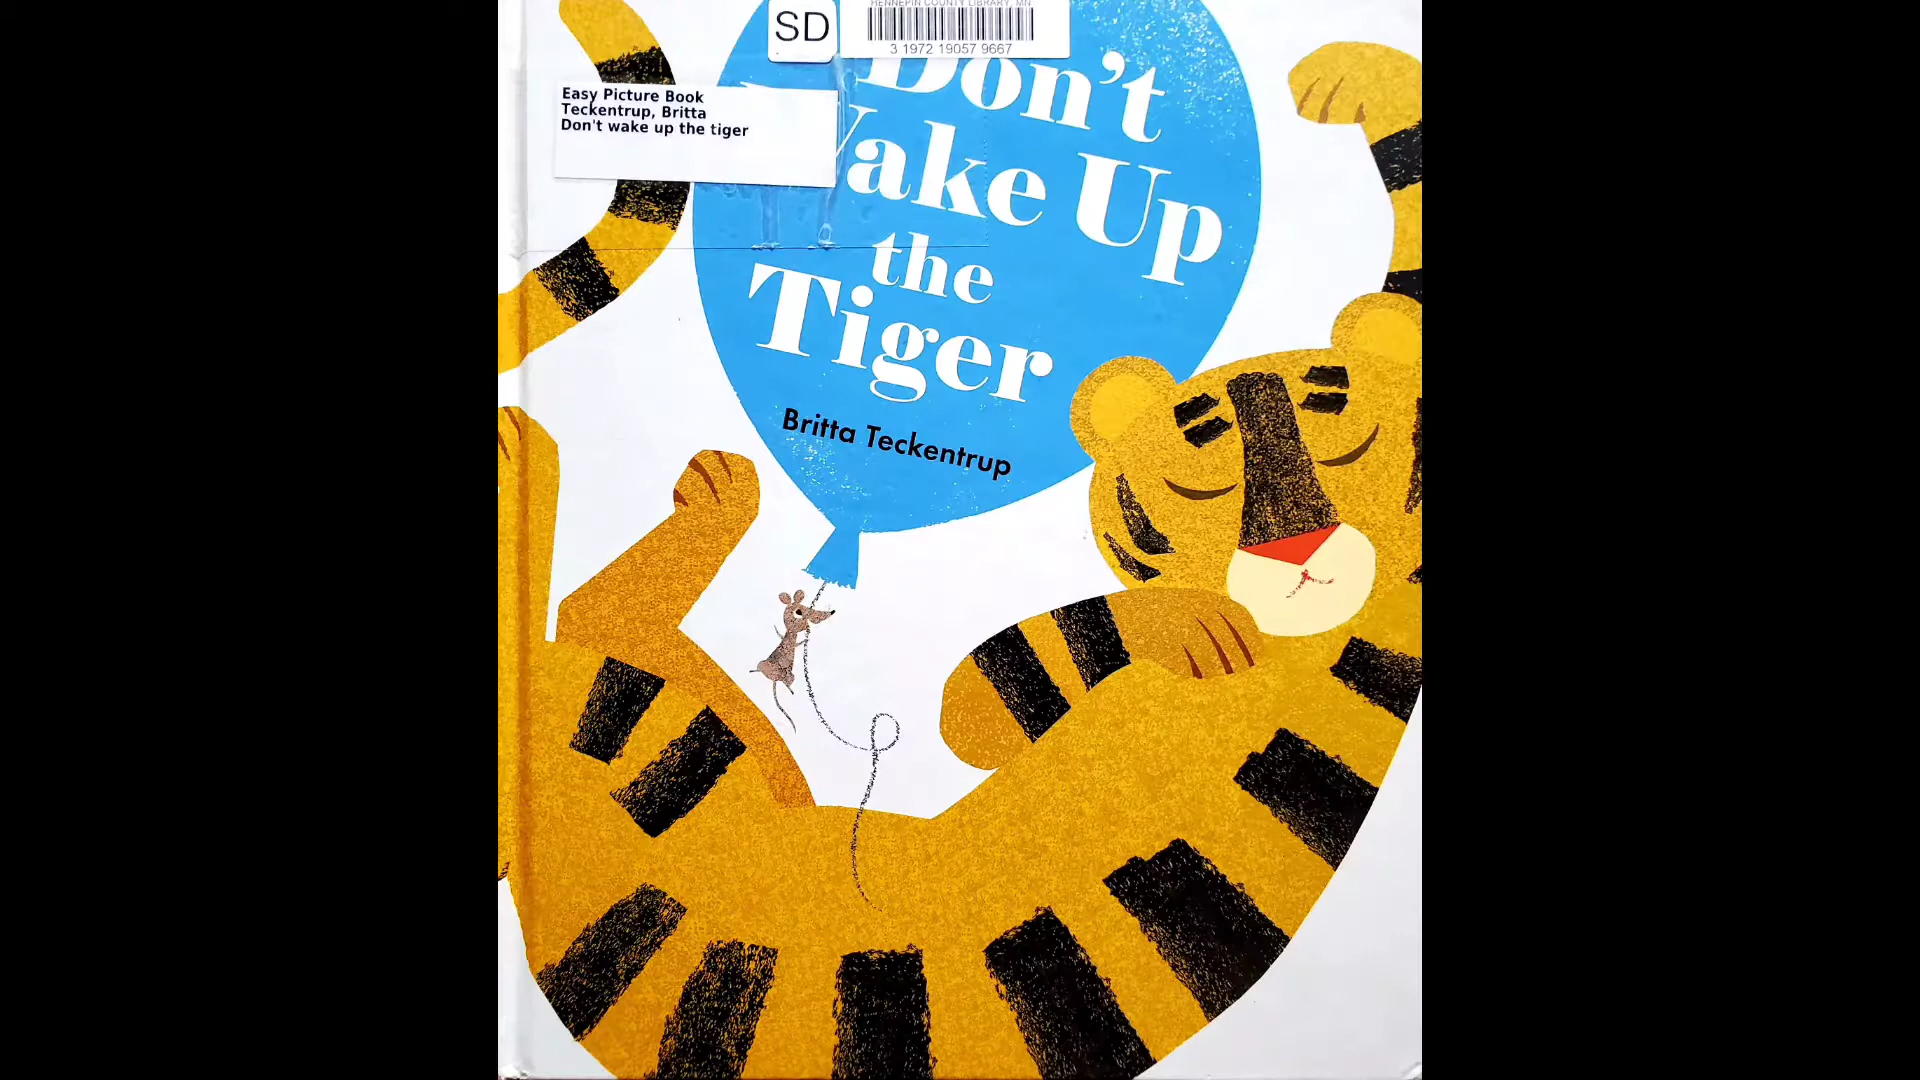 HENNEPIN COUNTY LIBRARY, MN
SD
3 1972 19057 9667
Easy Picture Book
Teckentrup, Britta
Don't wake up the tiger
Don't
Wake Up
the
Tiger
Britta Teckentrup